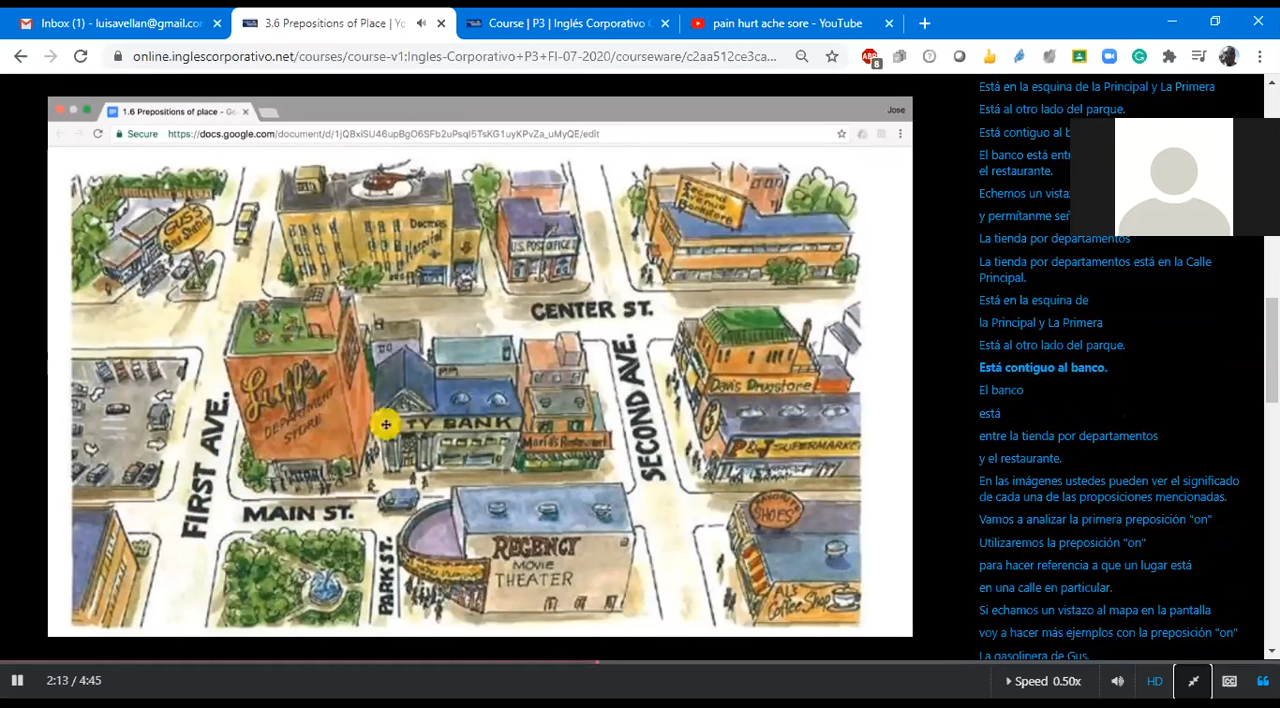 Inbox (1) - luisavellan@gmail.cor
3.6 Prepositions of Place | Yo
Course | P3 | Inglés Corporativo C
pain hurt ache sore - YouTube
online.inglescorporativo.net/courses/course-v1:Ingles-Corporativo+P3+FI-07-2020/courseware/c2aa512ce3ca...
8
1.6 Prepositions of place - Go
Jose
Secure
https://docs.google.com/document/d/1jQBxiSU46upBgO6SFb2uPsqI5TsKG1uyKPvZa_uMyQE/edit
GUS'S
Gas Station
DOCTORS
Hospital
U.S. POST OFFICE
Second
Avenue
Bookstore
CENTER ST.
Lucy's
DEPARTMENT
STORE
TY BANK
Maria's Restaurant
Dave's Drugstore
P&J SUPERMARKET
FIRST AVE.
SECOND AVE.
MAIN ST.
PARK ST.
REGENCY
MOVIE
THEATER
SHOES
AL'S
Coffee Shop
Está en la esquina de la Principal y La Primera
Está al otro lado del parque.
Está contiguo al b
El banco está entr
el restaurante.
Echemos un vistaz
y permítanme señ
La tienda por departamentos
La tienda por departamentos está en la Calle
Principal.
Está en la esquina de
la Principal y La Primera
Está al otro lado del parque.
Está contiguo al banco.
El banco
está
entre la tienda por departamentos
y el restaurante.
En las imágenes ustedes pueden ver el significado
de cada una de las proposiciones mencionadas.
Vamos a analizar la primera preposición "on"
Utilizaremos la preposición "on"
para hacer referencia a que un lugar está
en una calle en particular.
Si echamos un vistazo al mapa en la pantalla
voy a hacer más ejemplos con la preposición "on"
La gasolinera de Gus.
2:13 / 4:45
Speed 0.50x
HD